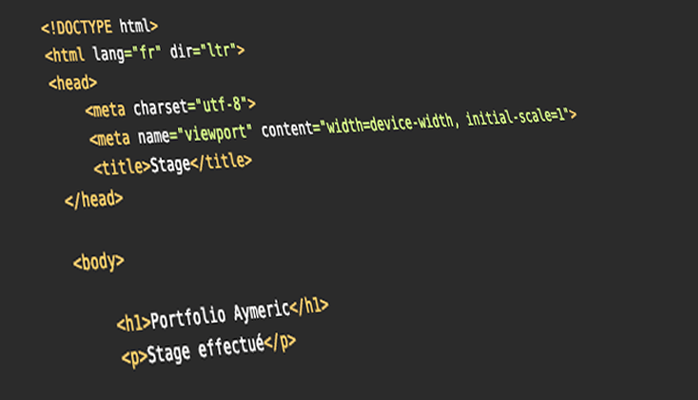 <!DOCTYPE html>
<html lang="fr" dir="ltr">
<head>
<meta charset="utf-8">
<meta name="viewport" content="width=device-width, initial-scale=1">
<title>Stage</title>
</head>
<body>
<h1>Portfolio Aymeric</h1>
<p>Stage effectué</p>